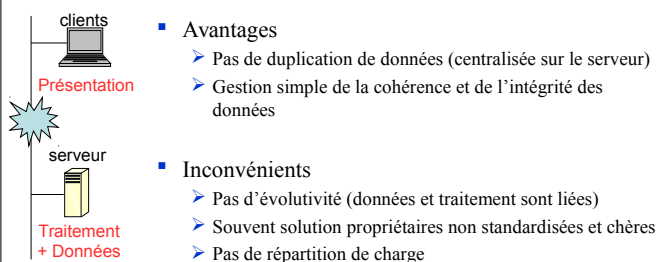 clients
Présentation
serveur
Traitement
+ Données
Avantages
Pas de duplication de données (centralisée sur le serveur)
Gestion simple de la cohérence et de l'intégrité des
données
Inconvénients
Pas d'évolutivité (données et traitement sont liées)
Souvent solution propriétaires non standardisées et chères
Pas de répartition de charge